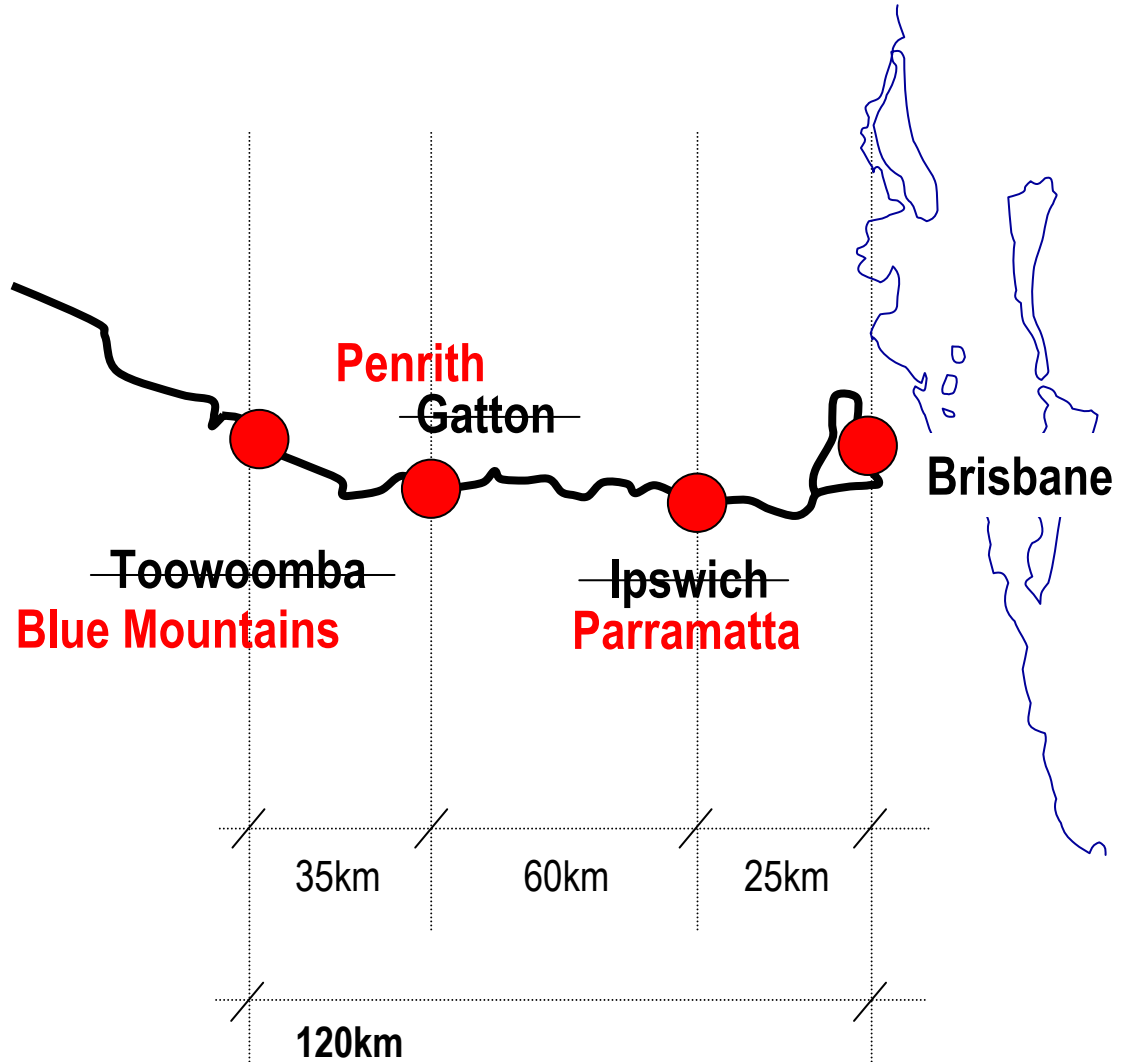 Penrith
Gatton
Brisbane
Toowoomba
Ipswich
Blue Mountains
Parramatta
35km
60km
25km
120km